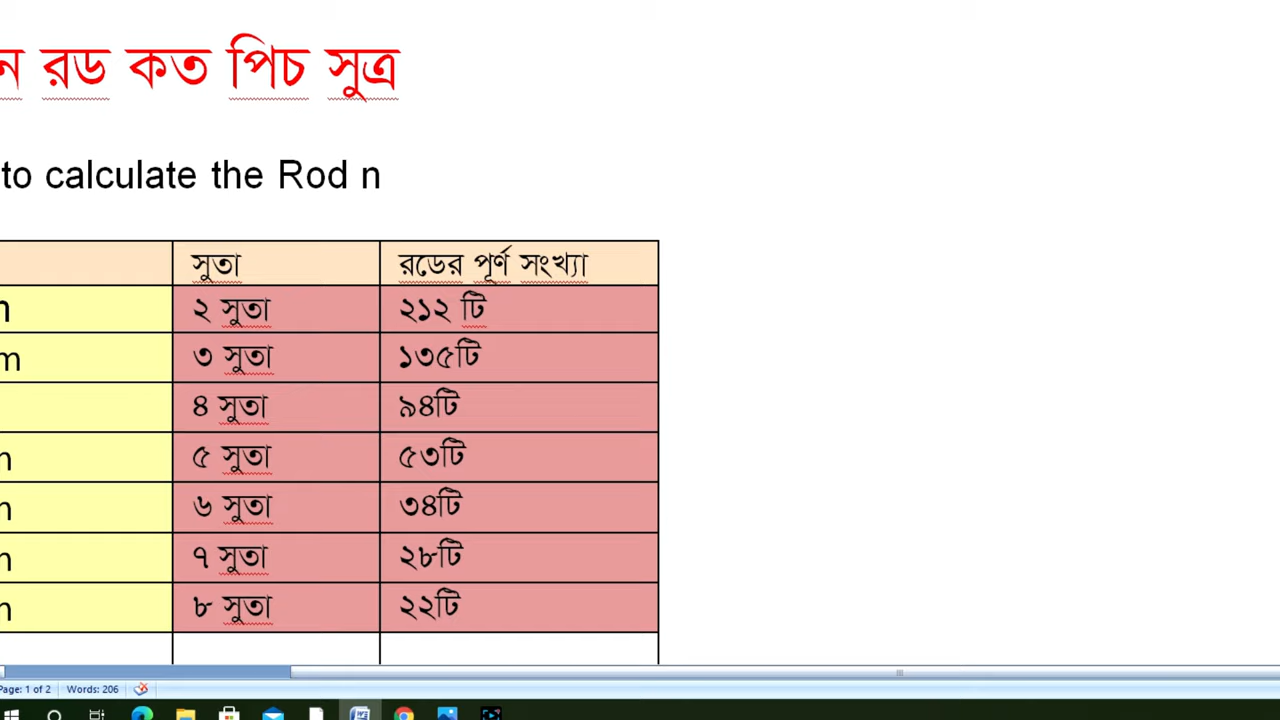 ন রড কত পিচ সুত্র
to calculate the Rod n
সুতা রডের পূর্ণ সংখ্যা
২ সুতা ২১২ টি
m ৩ সুতা ১৩৫টি
৪ সুতা ৯৪টি
n ৫ সুতা ৫৩টি
n ৬ সুতা ৩৪টি
n ৭ সুতা ২৮টি
n ৮ সুতা ২২টি
Page: 1 of 2 Words: 206